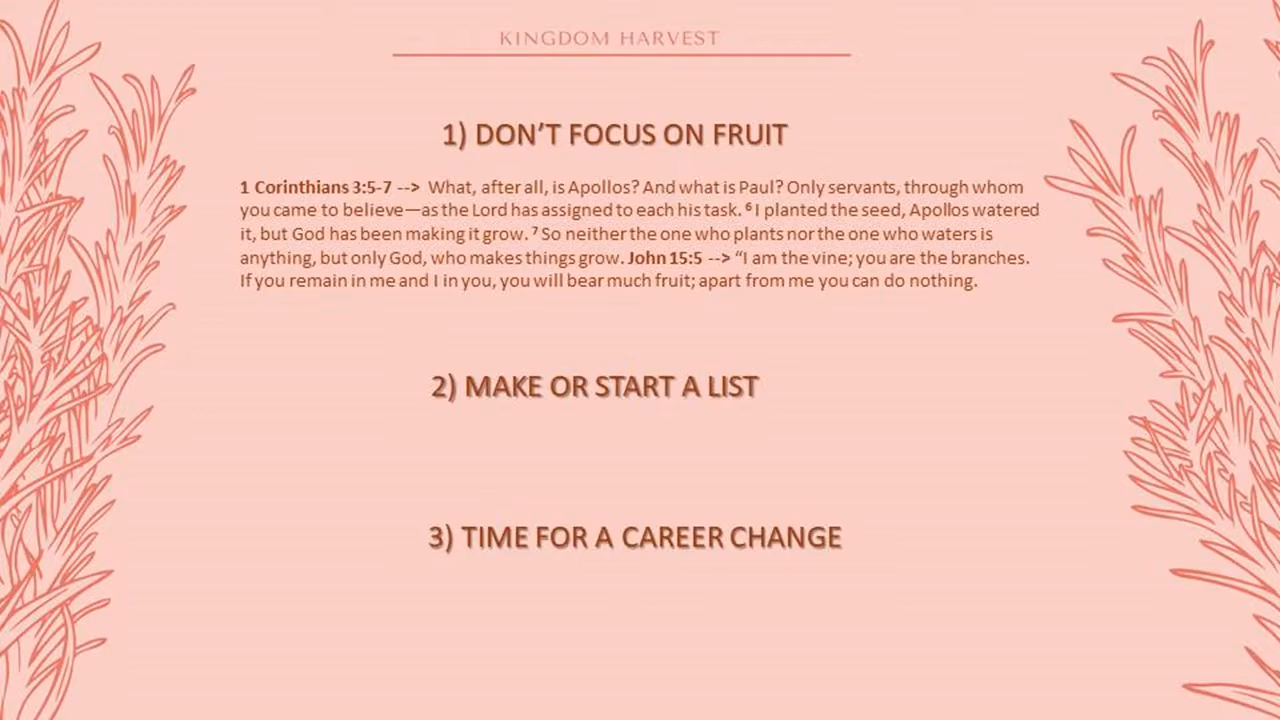 KINGDOM HARVEST
1) DON’T FOCUS ON FRUIT
1 Corinthians 3:5-7 --> What, after all, is Apollos? And what is Paul? Only servants, through whom
you came to believe—as the Lord has assigned to each his task. ⁶ I planted the seed, Apollos watered
it, but God has been making it grow. ⁷ So neither the one who plants nor the one who waters is
anything, but only God, who makes things grow. John 15:5 --> “I am the vine; you are the branches.
If you remain in me and I in you, you will bear much fruit; apart from me you can do nothing.
2) MAKE OR START A LIST
3) TIME FOR A CAREER CHANGE